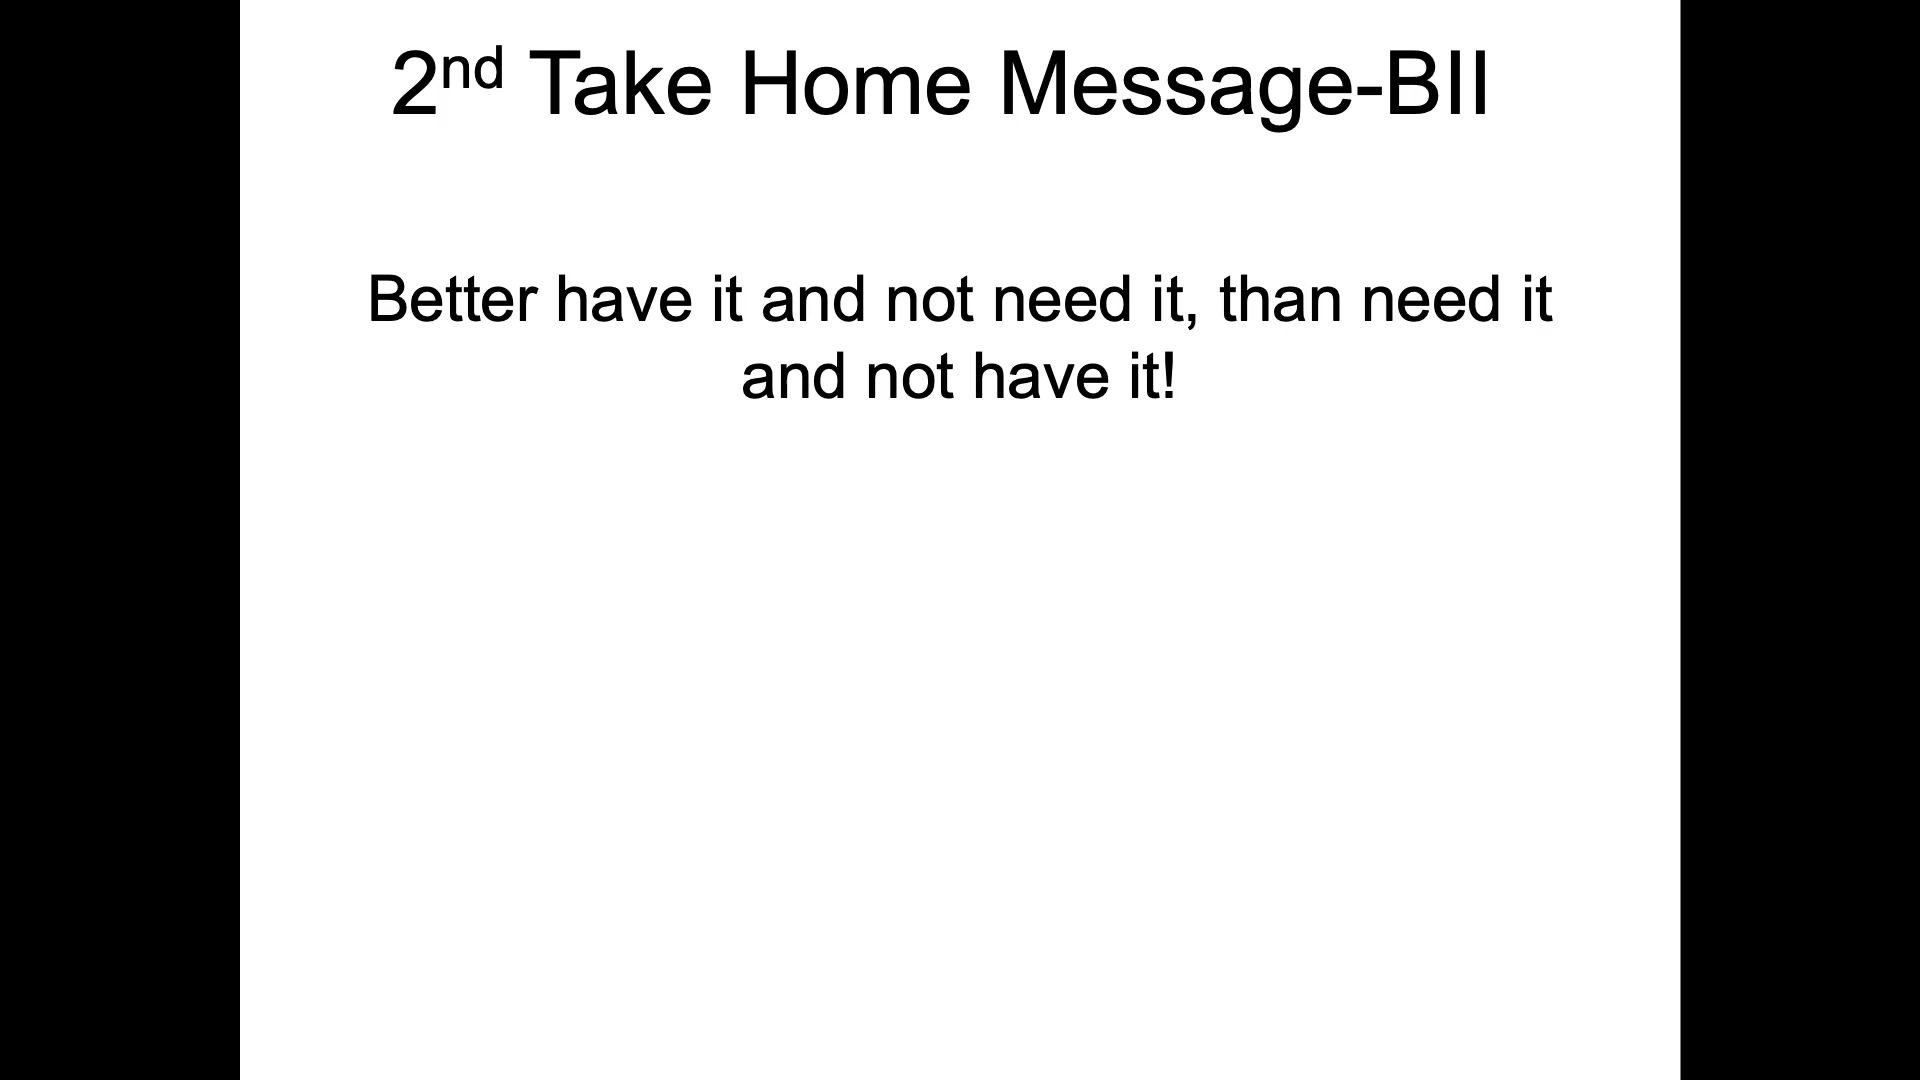 2nd Take Home Message-BII
Better have it and not need it, than need it
and not have it!